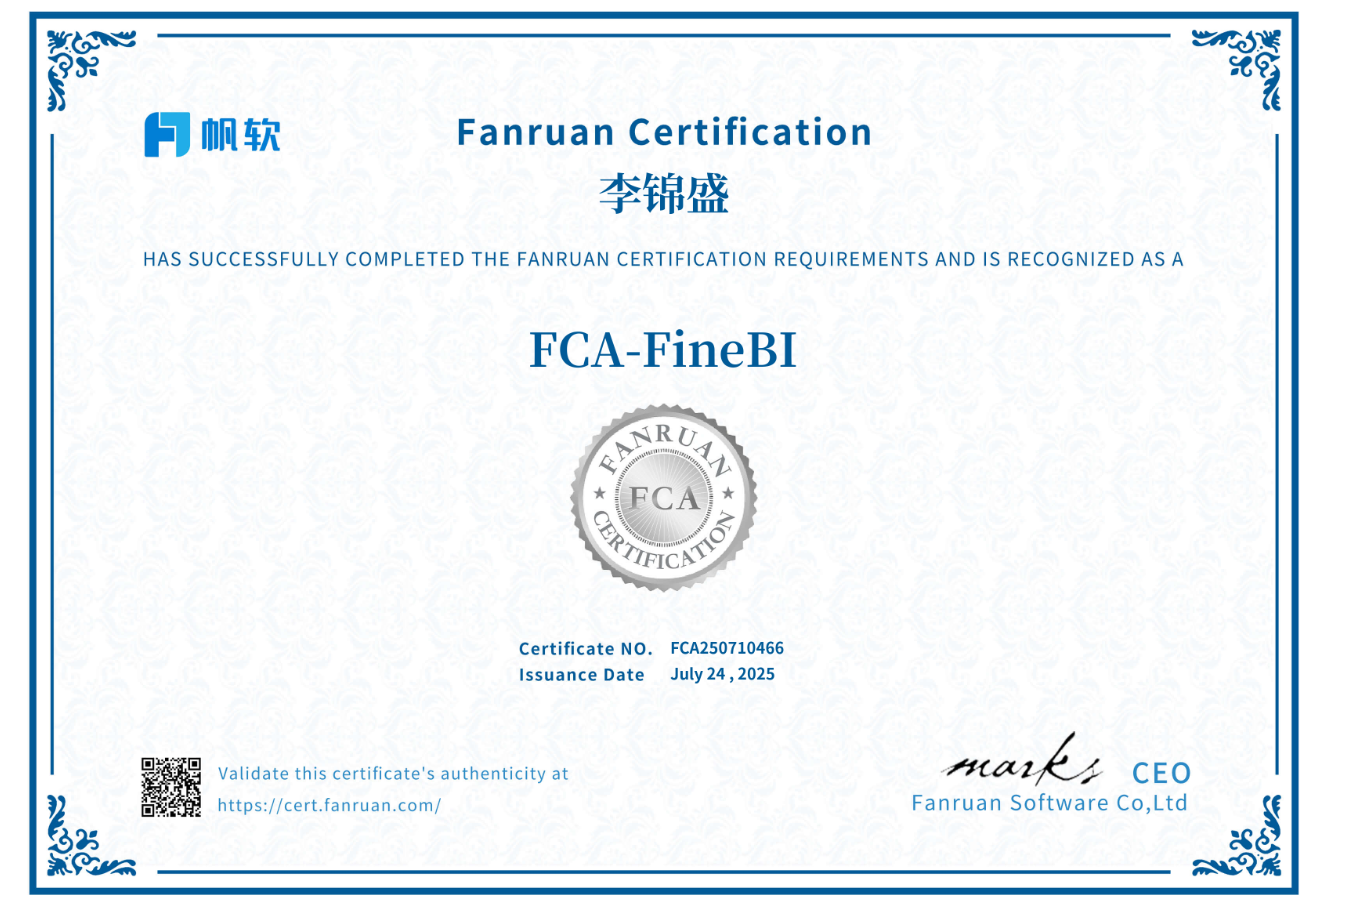 帆软
Fanruan Certification
李锦盛
HAS SUCCESSFULLY COMPLETED THE FANRUAN CERTIFICATION REQUIREMENTS AND IS RECOGNIZED AS A
FCA-FineBI
FANRUAN
FCA
CERTIFICATION
Certificate NO. FCA250710466
Issuance Date July 24 , 2025
Validate this certificate's authenticity at
https://cert.fanruan.com/
marks CEO
Fanruan Software Co,Ltd